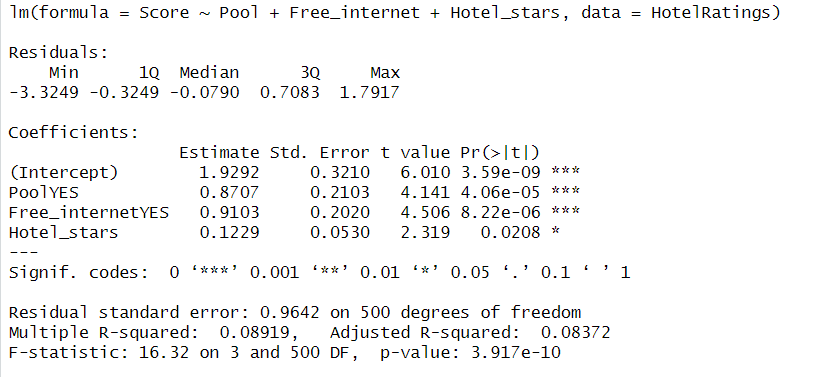 lm(formula = Score ~ Pool + Free_internet + Hotel_stars, data = HotelRatings)
Residuals:
Min 1Q Median 3Q Max
-3.3249 -0.3249 -0.0790 0.7083 1.7917
Coefficients:
Estimate Std. Error t value Pr(>|t|)
(Intercept) 1.9292 0.3210 6.010 3.59e-09 ***
PoolYES 0.8707 0.2103 4.141 4.06e-05 ***
Free_internetYES 0.9103 0.2020 4.506 8.22e-06 ***
Hotel_stars 0.1229 0.0530 2.319 0.0208 *
---
Signif. codes: 0 ‘***’ 0.001 ‘**’ 0.01 ‘*’ 0.05 ‘.’ 0.1 ‘ ’ 1
Residual standard error: 0.9642 on 500 degrees of freedom
Multiple R-squared: 0.08919, Adjusted R-squared: 0.08372
F-statistic: 16.32 on 3 and 500 DF, p-value: 3.917e-10